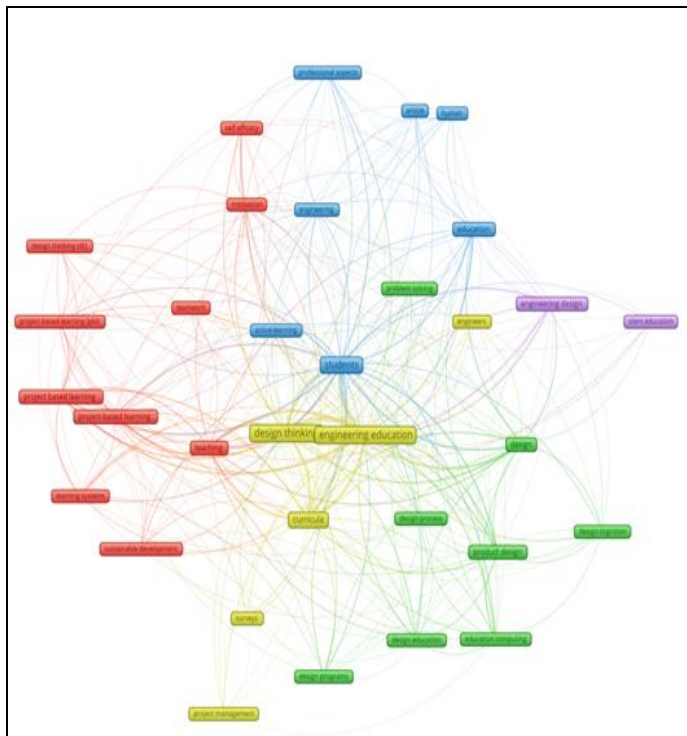 professional aspects
article
human
self efficacy
innovation
engineering
education
design thinking (dt)
problem solving
engineering design
teamwork
project-based learning (pbl)
engineers
stem education
active learning
students
project based learning
project-based learning
design thinking
engineering education
teaching
design
learning systems
curricula
design process
design cognition
sustainable development
product design
surveys
design education
education computing
design programs
project management